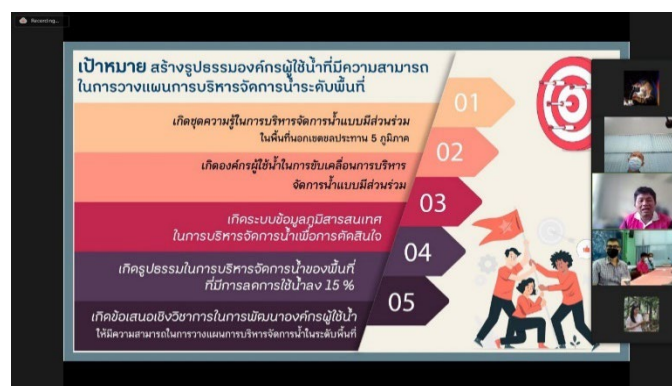 Recording...
เป้าหมาย สร้างรูปธรรมองค์กรผู้ใช้น้ำที่มีความสามารถ
ในการวางแผนการบริหารจัดการน้ำระดับพื้นที่
01
เกิดชุดความรู้ในการบริหารจัดการน้ำแบบมีส่วนร่วม
ในพื้นที่นอกเขตชลประทาน 5 ภูมิภาค
02
เกิดองค์กรผู้ใช้น้ำในการขับเคลื่อนการบริหาร
จัดการน้ำแบบมีส่วนร่วม
03
เกิดระบบข้อมูลภูมิสารสนเทศ
ในการบริหารจัดการน้ำเพื่อการตัดสินใจ
04
เกิดรูปธรรมในการบริหารจัดการน้ำของพื้นที่
ที่มีการลดการใช้น้ำลง 15 %
05
เกิดข้อเสนอเชิงวิชาการในการพัฒนาองค์กรผู้ใช้น้ำ
ให้มีความสามารถในการวางแผนการบริหารจัดการน้ำในระดับพื้นที่